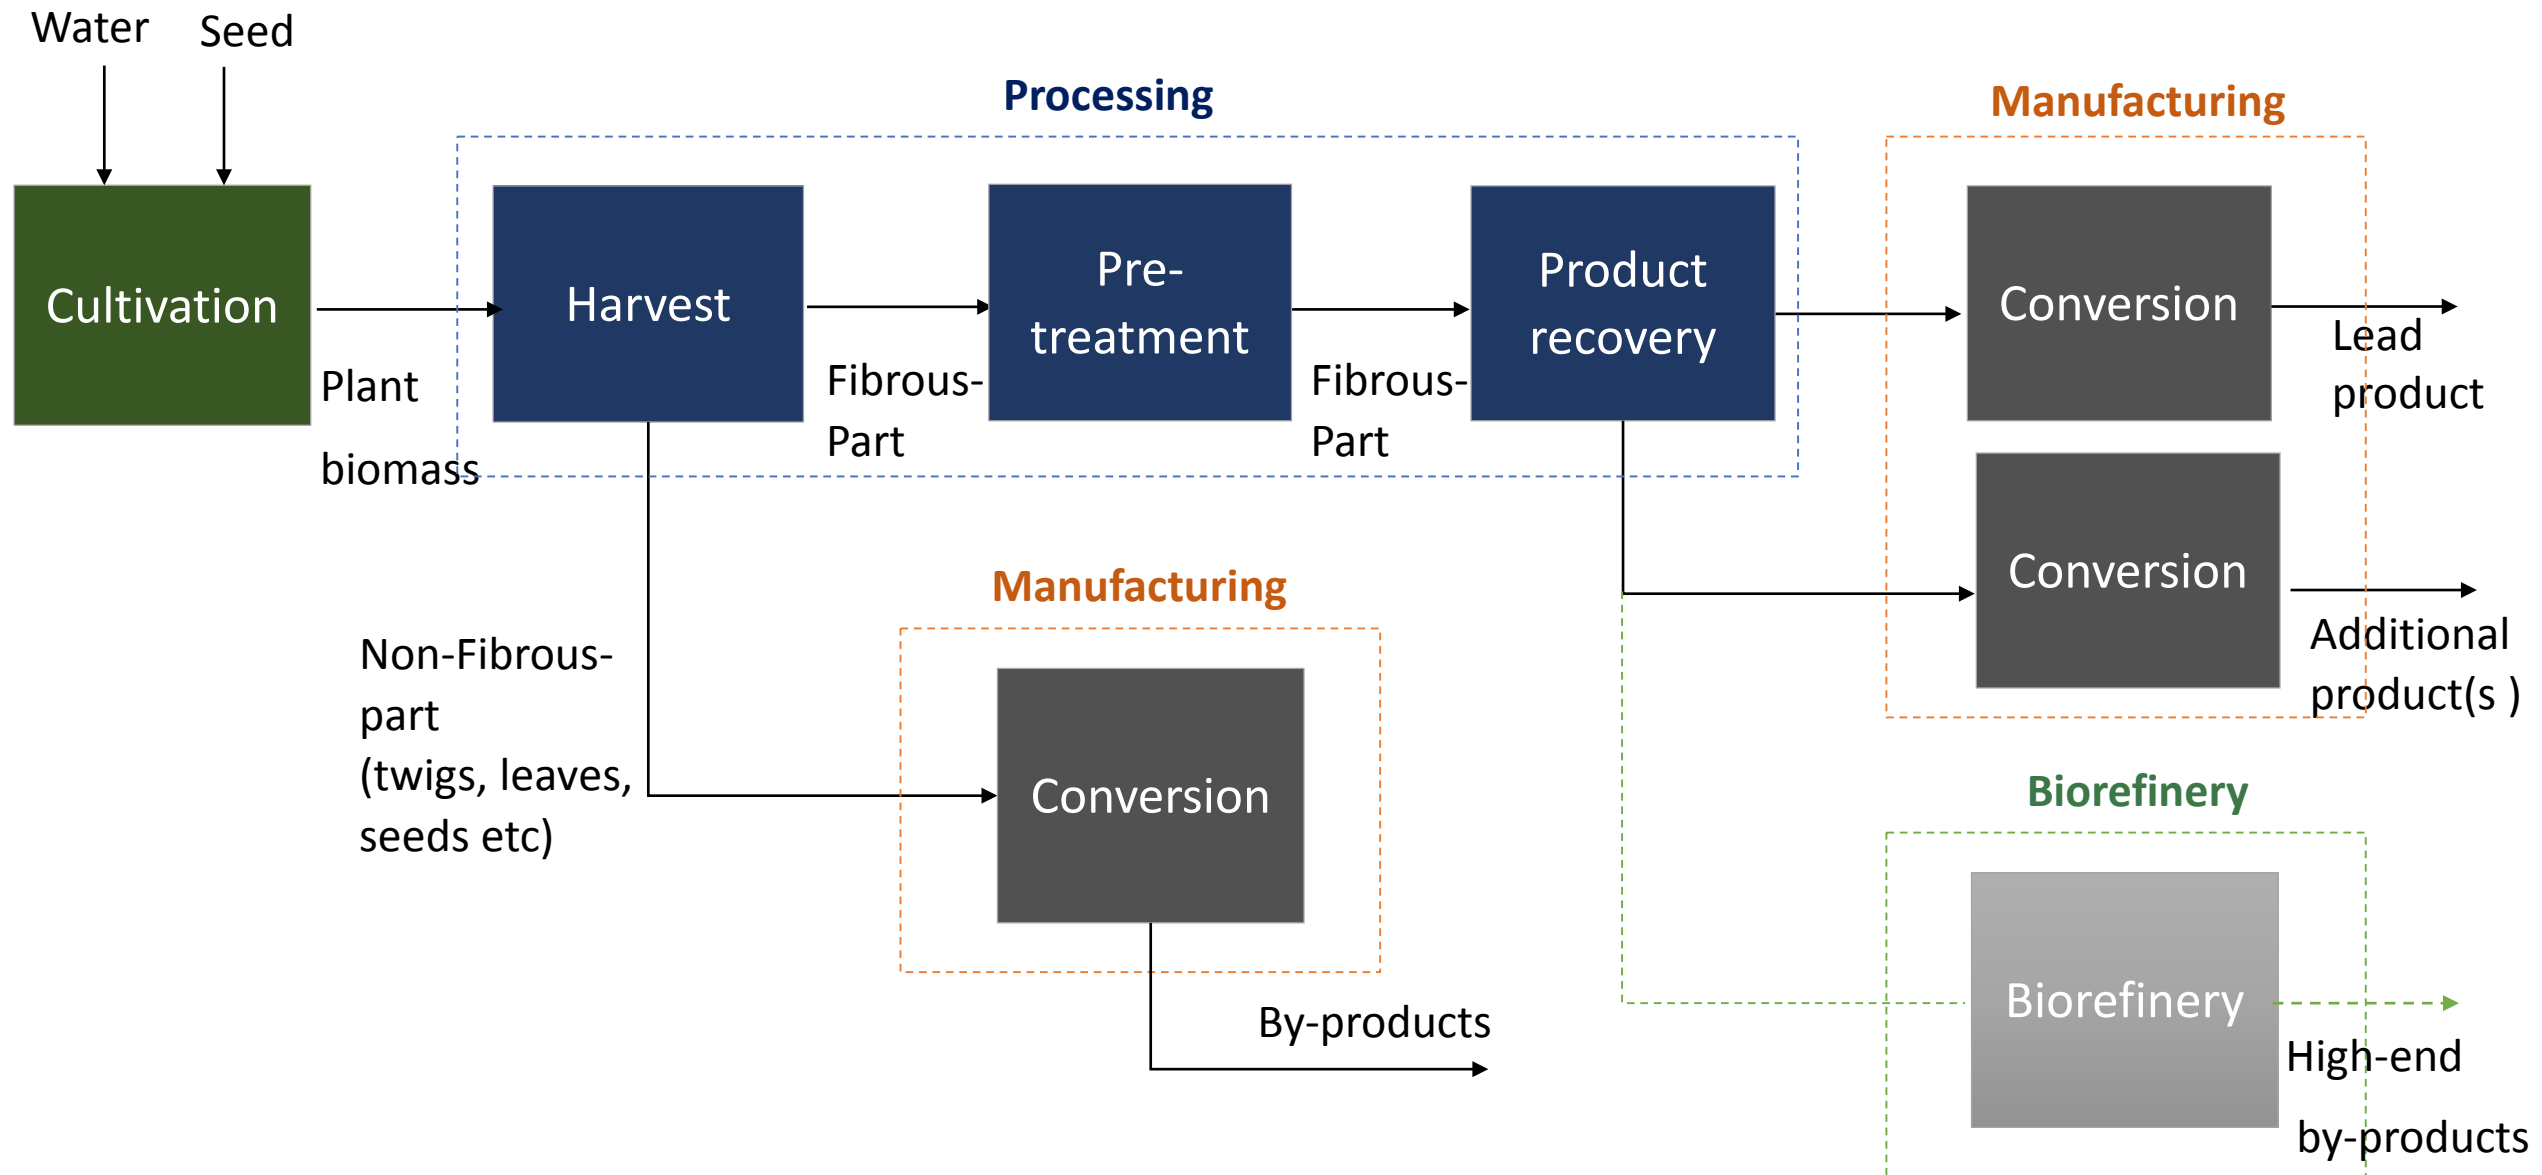 Water
Seed
Processing
Manufacturing
Cultivation
Plant
biomass
Harvest
Fibrous-
Part
Pre-
treatment
Fibrous-
Part
Product
recovery
Conversion
Lead
product
Conversion
Additional
product(s )
Non-Fibrous-
part
(twigs, leaves,
seeds etc)
Manufacturing
Conversion
By-products
Biorefinery
Biorefinery
High-end
by-products